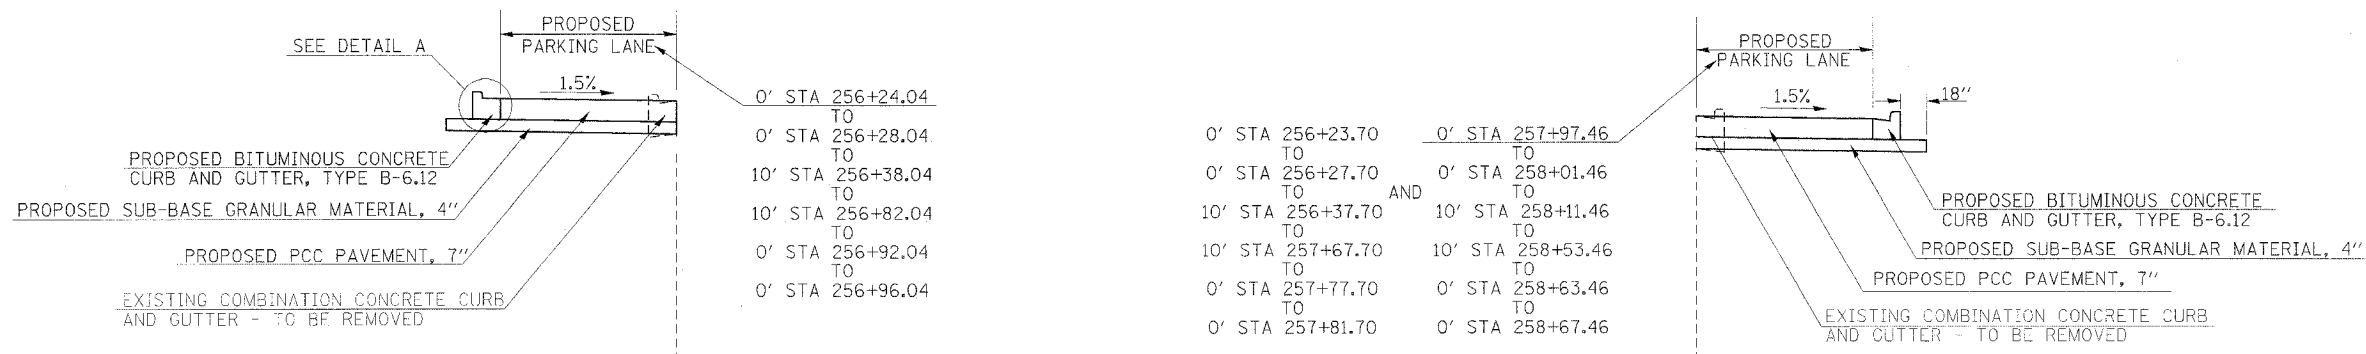 PROPOSED
PARKING LANE
SEE DETAIL A
1.5%
PROPOSED BITUMINOUS CONCRETE
CURB AND GUTTER, TYPE B-6.12
PROPOSED SUB-BASE GRANULAR MATERIAL, 4"
PROPOSED PCC PAVEMENT, 7"
EXISTING COMBINATION CONCRETE CURB
AND GUTTER - TO BE REMOVED
0' STA 256+24.04
TO
0' STA 256+28.04
TO
10' STA 256+38.04
TO
10' STA 256+82.04
TO
0' STA 256+92.04
TO
0' STA 256+96.04
0' STA 256+23.70
TO
0' STA 256+27.70
TO
10' STA 256+37.70
TO
10' STA 257+67.70
TO
0' STA 257+77.70
TO
0' STA 257+81.70
AND
0' STA 257+97.46
TO
0' STA 258+01.46
TO
10' STA 258+11.46
TO
10' STA 258+53.46
TO
0' STA 258+63.46
TO
0' STA 258+67.46
PROPOSED
PARKING LANE
1.5%
18"
PROPOSED BITUMINOUS CONCRETE
CURB AND GUTTER, TYPE B-6.12
PROPOSED SUB-BASE GRANULAR MATERIAL, 4"
PROPOSED PCC PAVEMENT, 7"
EXISTING COMBINATION CONCRETE CURB
AND GUTTER - TO BE REMOVED